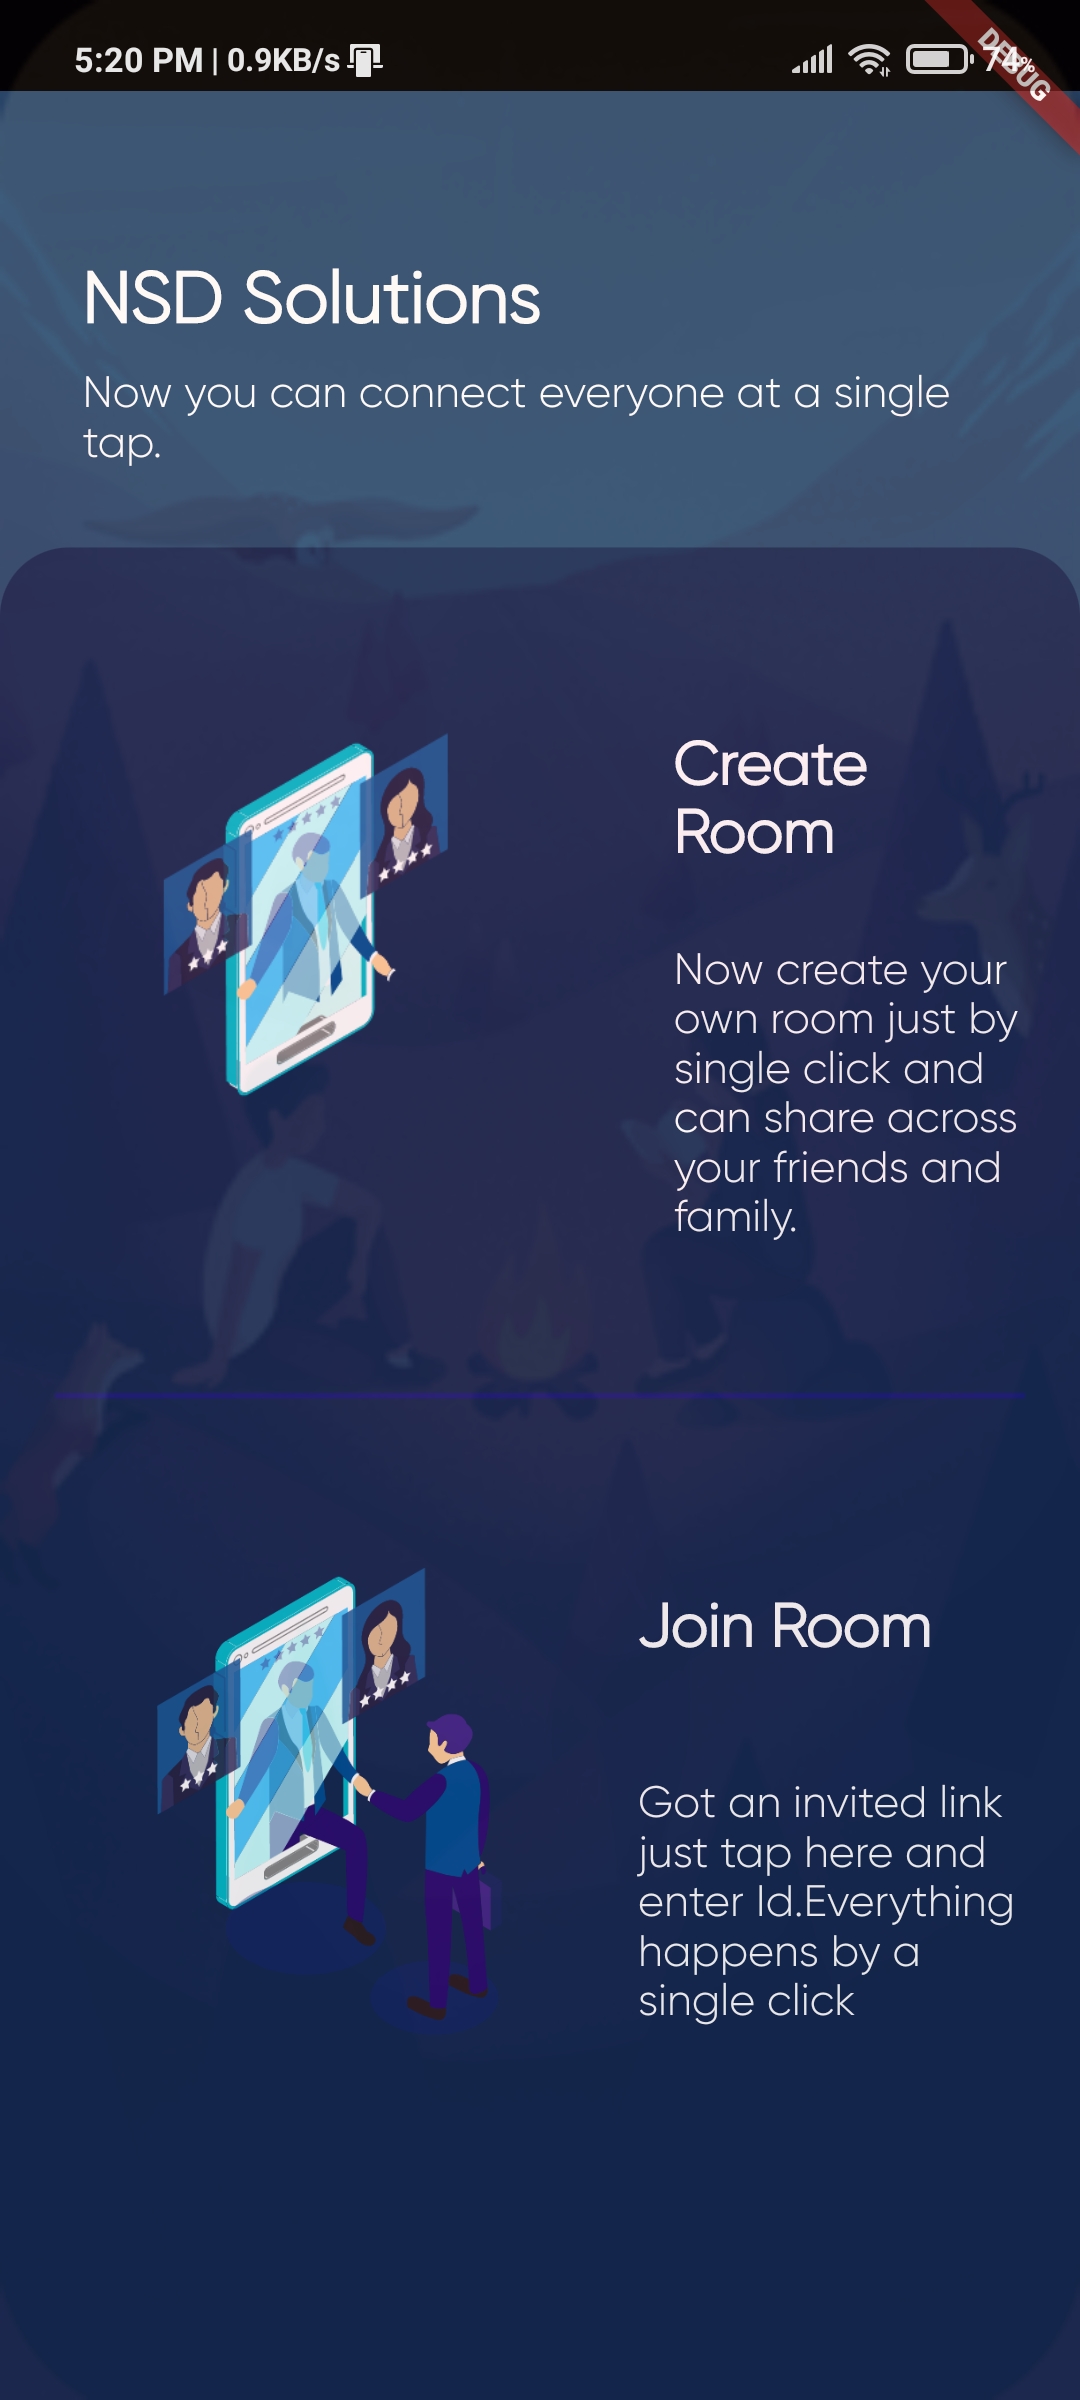 5:20 PM | 0.9KB/s
74%
DEBUG
NSD Solutions
Now you can connect everyone at a single
tap.
Create
Room
Now create your
own room just by
single click and
can share across
your friends and
family.
Join Room
Got an invited link
just tap here and
enter Id.Everything
happens by a
single click